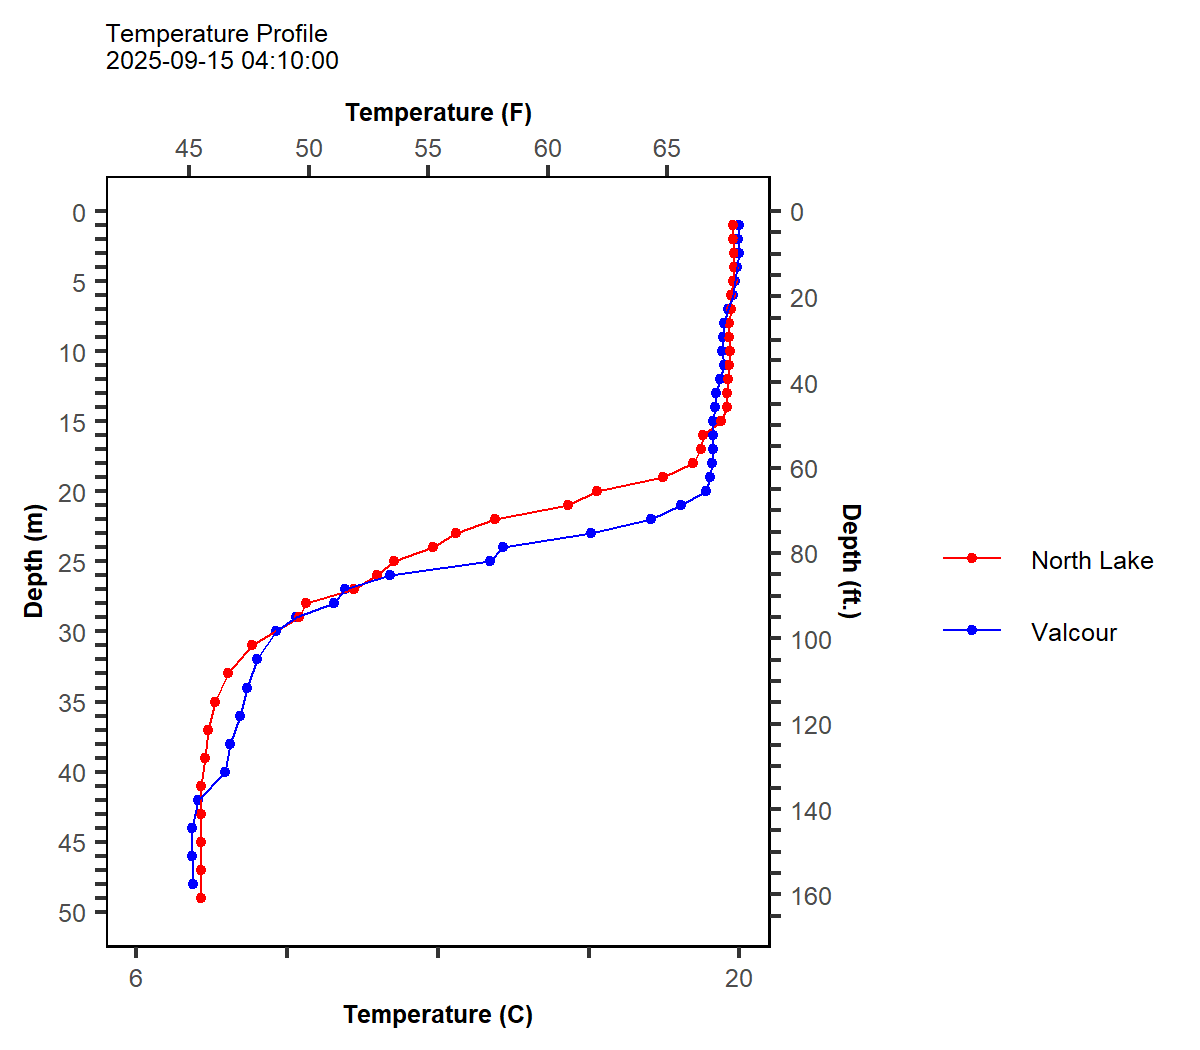 Temperature Profile
2025-09-15 04:10:00
Temperature (F)
45 50 55 60 65
0 0
5
20
10
40
15
60
20
Depth (m)
Depth (ft.)
80
25
North Lake
30 100
Valcour
35
120
40
140
45
160
50
6 20
Temperature (C)